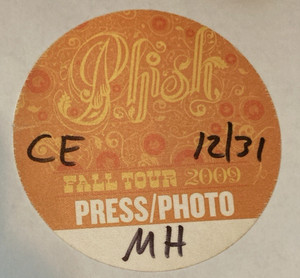 Phish
CE 12/31
FALL TOUR 2009
PRESS/PHOTO
MH